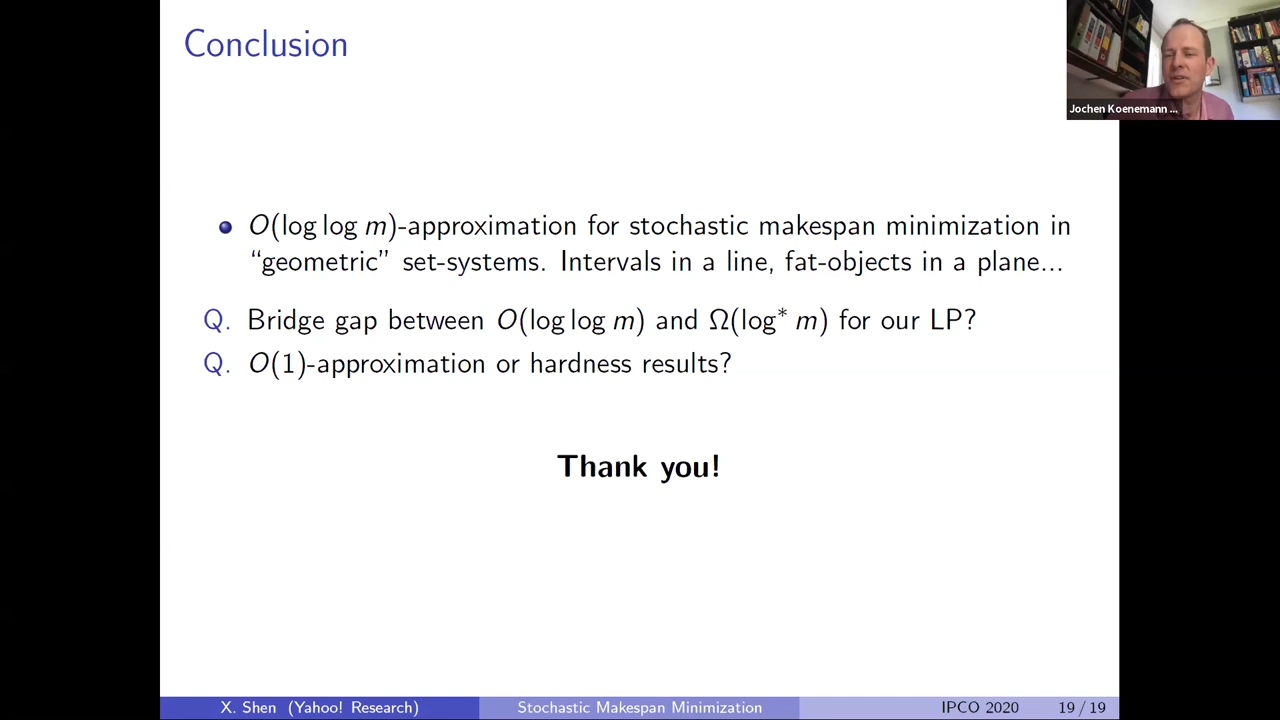 Conclusion
Jochen Koenemann ...
O(log log m)-approximation for stochastic makespan minimization in
“geometric” set-systems. Intervals in a line, fat-objects in a plane...
Q. Bridge gap between O(log log m) and Ω(log* m) for our LP?
Q. O(1)-approximation or hardness results?
Thank you!
X. Shen (Yahoo! Research) Stochastic Makespan Minimization IPCO 2020 19 / 19